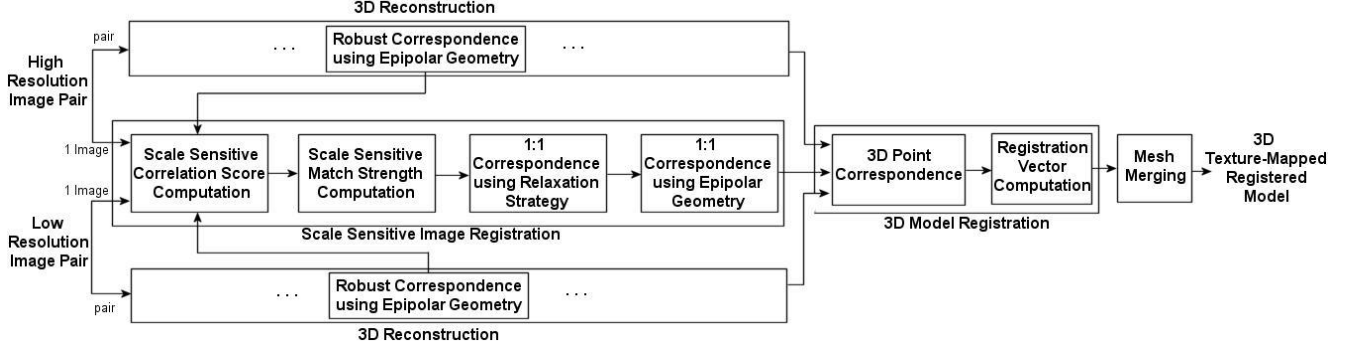 3D Reconstruction
pair
. . .
Robust Correspondence
using Epipolar Geometry
. . .
High
Resolution
Image Pair
1 Image
1 Image
Low
Resolution
Image Pair
pair
Scale Sensitive
Correlation Score
Computation
Scale Sensitive
Match Strength
Computation
1:1
Correspondence
using Relaxation
Strategy
1:1
Correspondence
using Epipolar
Geometry
Scale Sensitive Image Registration
3D Point
Correspondence
Registration
Vector
Computation
3D Model Registration
Mesh
Merging
3D
Texture-Mapped
Registered
Model
. . .
Robust Correspondence
using Epipolar Geometry
. . .
3D Reconstruction